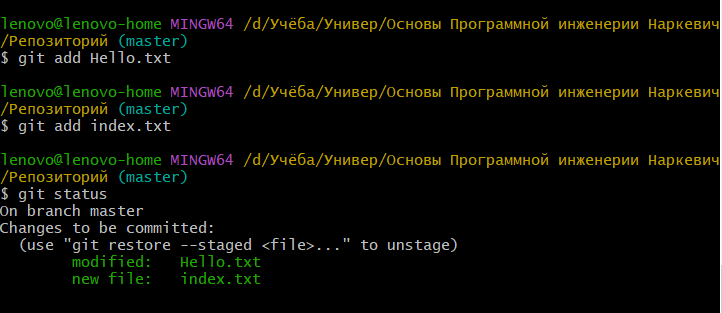 lenovo@lenovo-home MINGW64 /d/Учёба/Универ/Основы Программной инженерии Наркевич
/Репозиторий (master)
$ git add Hello.txt
lenovo@lenovo-home MINGW64 /d/Учёба/Универ/Основы Программной инженерии Наркевич
/Репозиторий (master)
$ git add index.txt
lenovo@lenovo-home MINGW64 /d/Учёба/Универ/Основы Программной инженерии Наркевич
/Репозиторий (master)
$ git status
On branch master
Changes to be committed:
  (use "git restore --staged <file>..." to unstage)
        modified:   Hello.txt
        new file:   index.txt